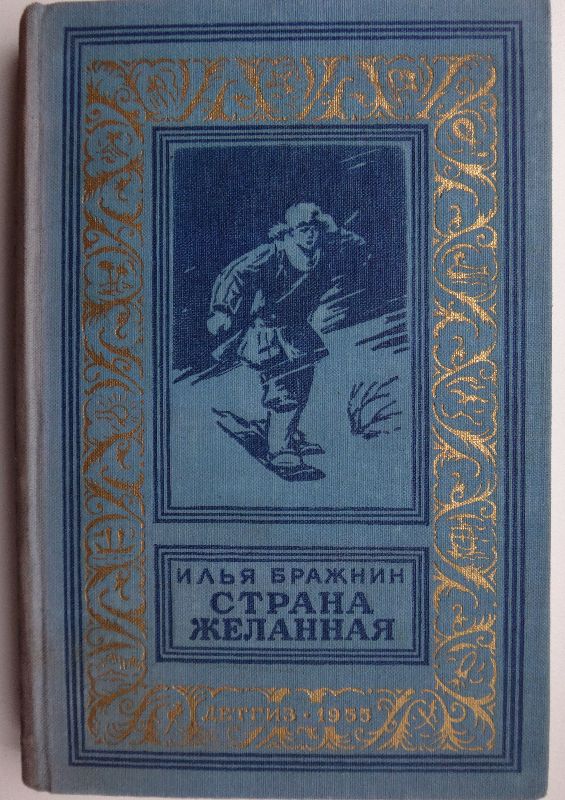 ИЛЬЯ БРАЖНИН
СТРАНА
ЖЕЛАННАЯ
ДЕТГИЗ · 1955